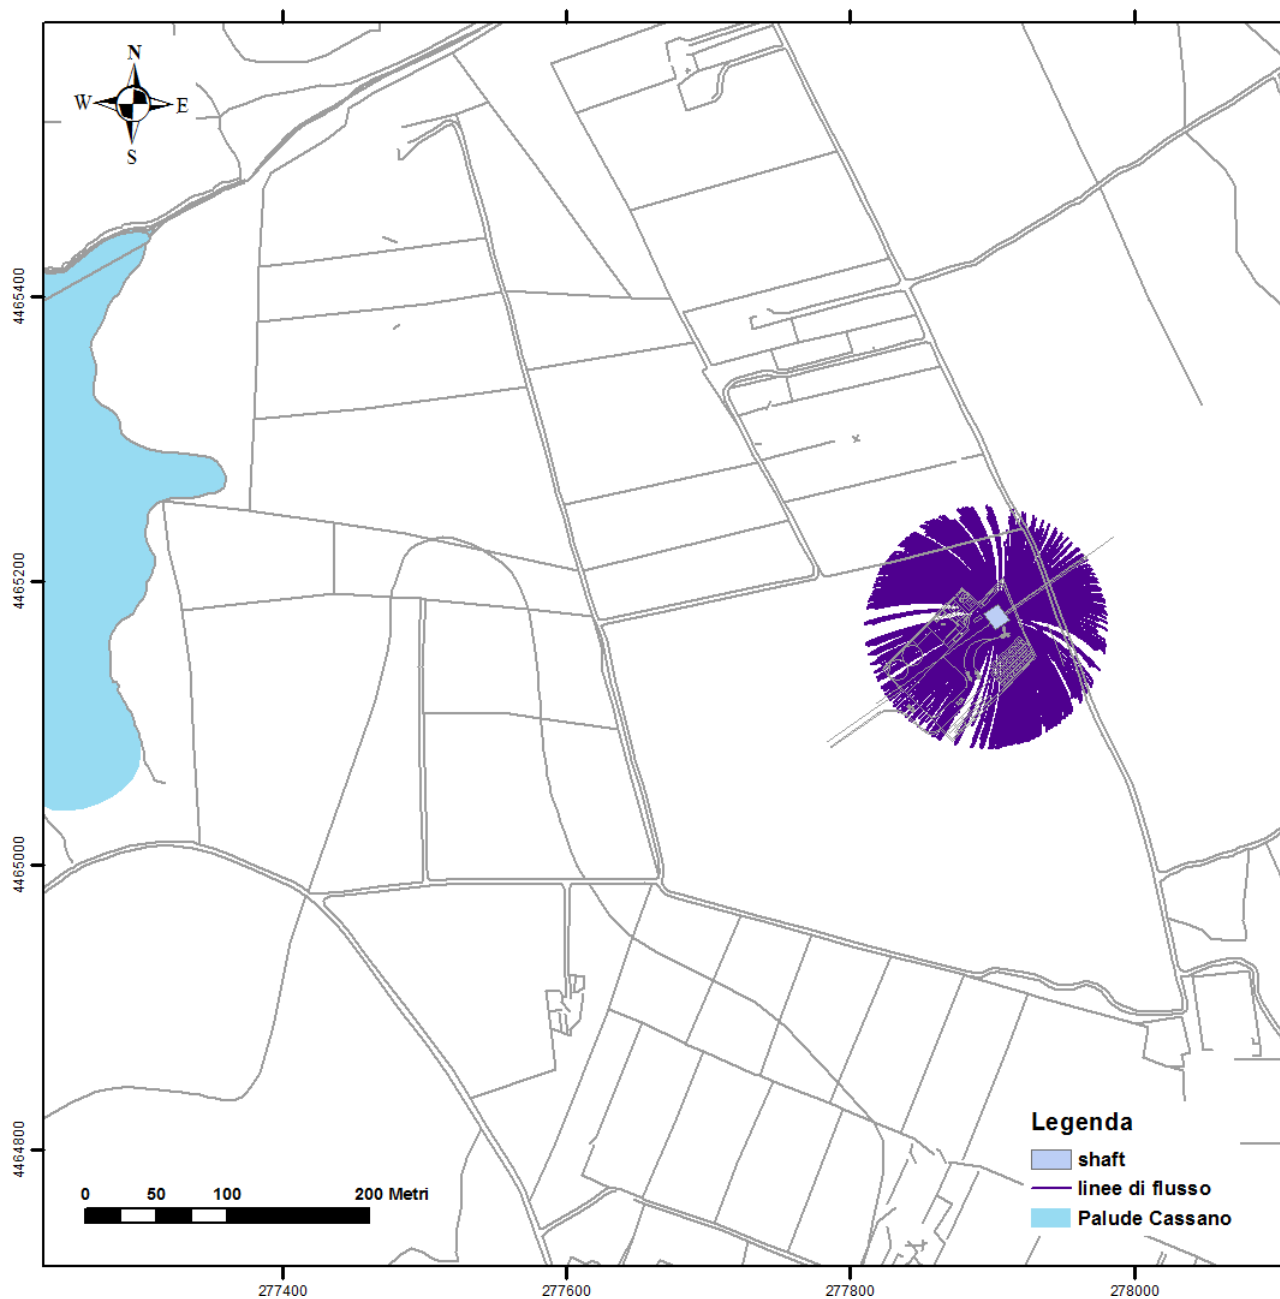 N
W E
S
4465400
4465200
4465000
4464800
Legenda
shaft
linee di flusso
Palude Cassano
0 50 100 200 Metri
277400 277600 277800 278000